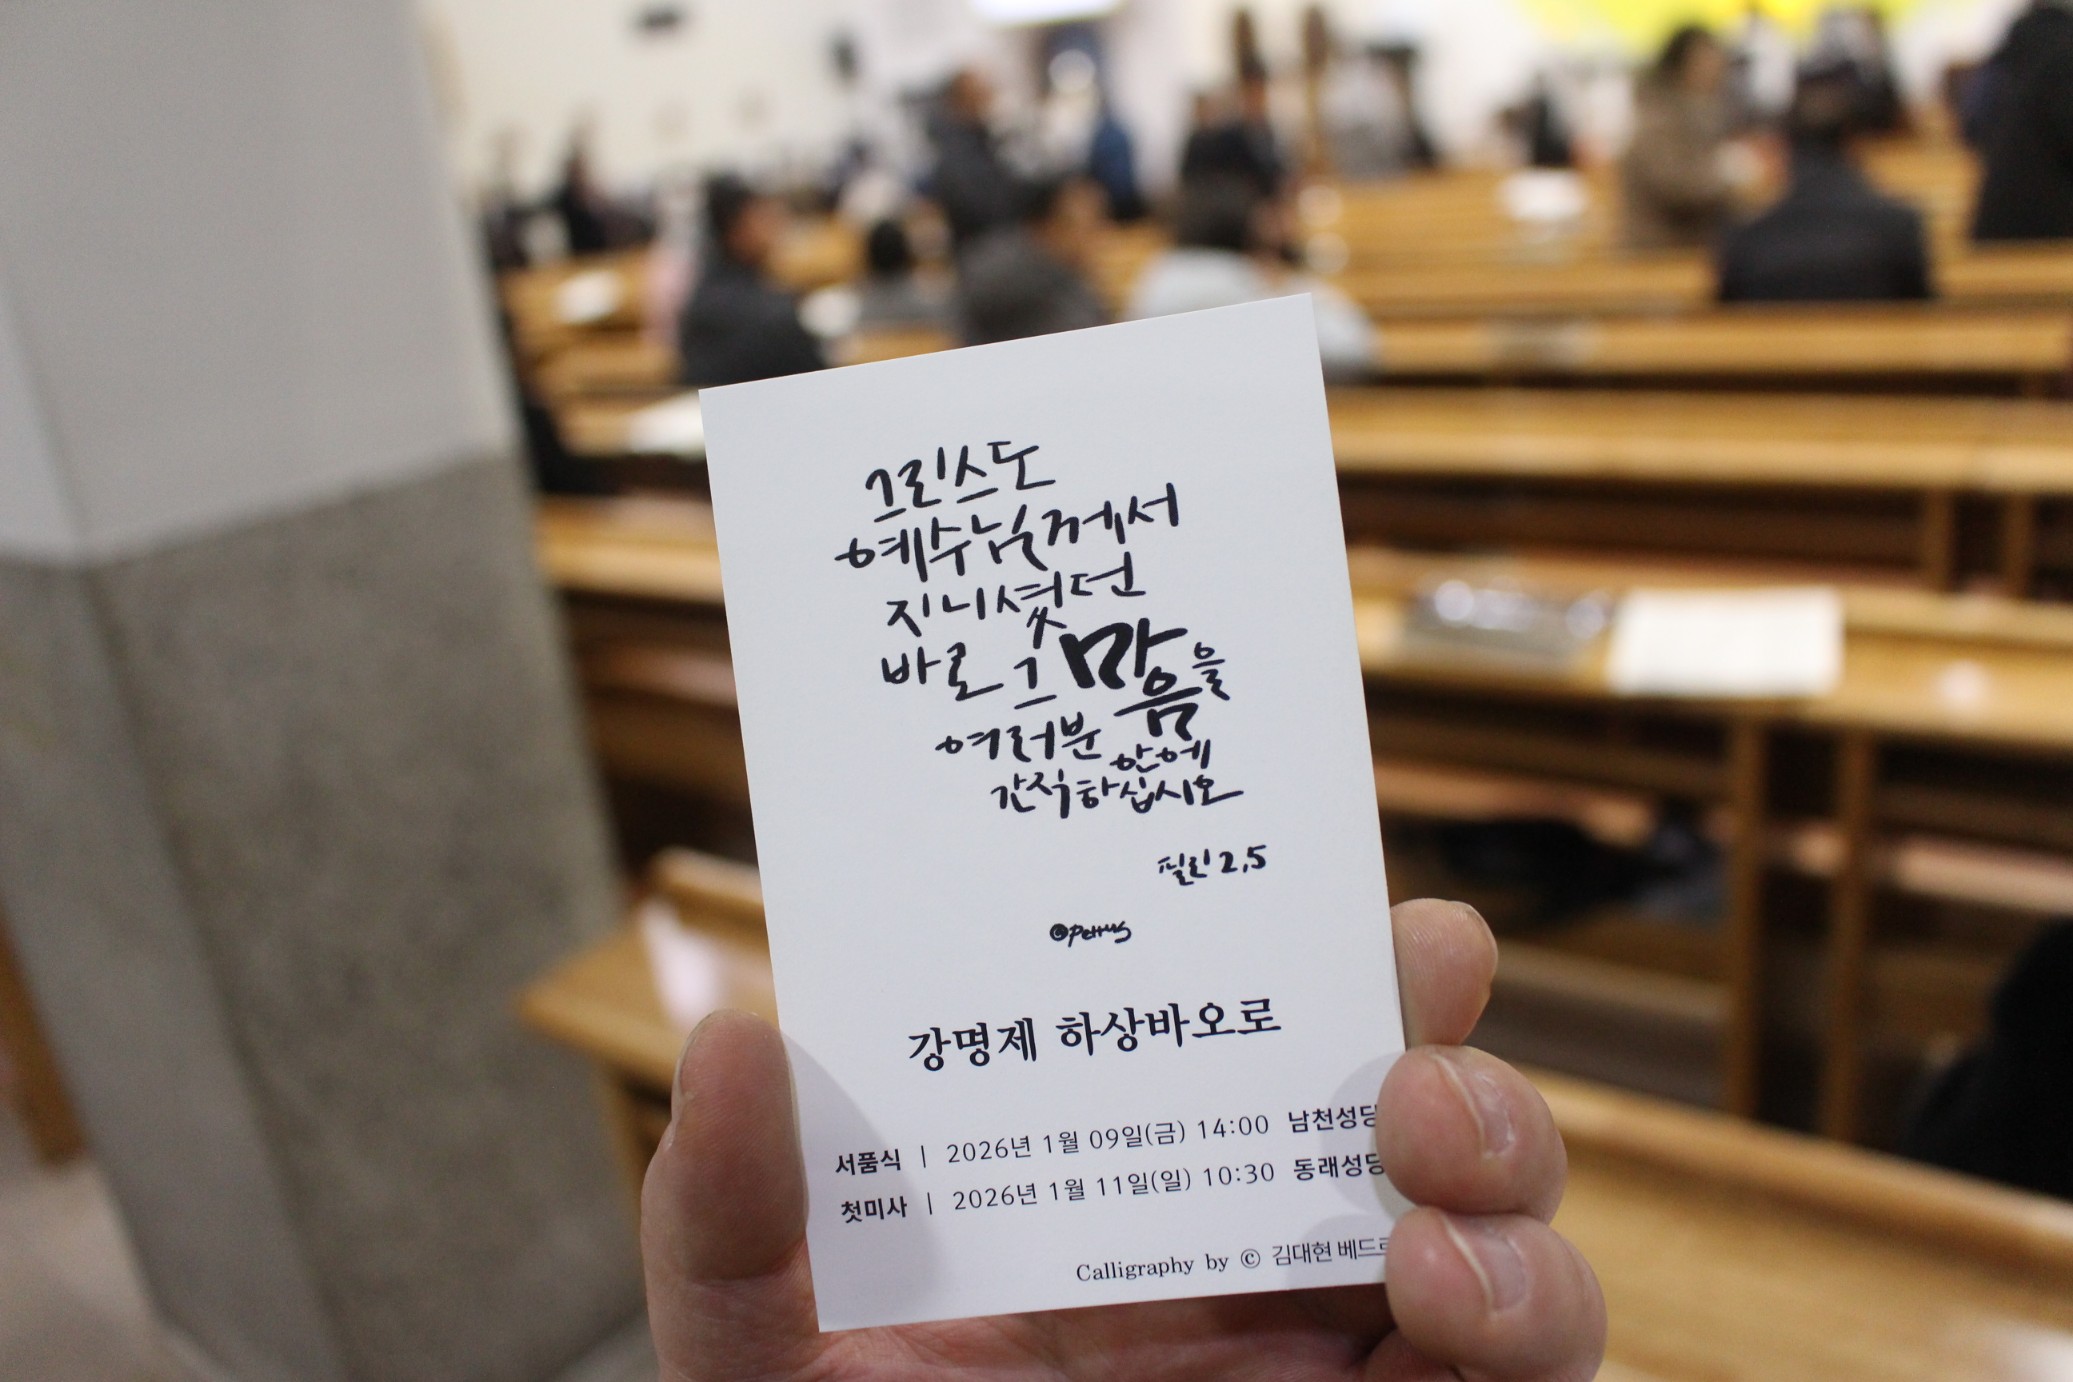 그리스도
예수님께서
지니셨던
바로 그 마음을
여러분 안에
간직하십시오
필리 2,5
©Petrus
강명제 하상바오로
서품식 | 2026년 1월 09일(금) 14:00 남천성당
첫미사 | 2026년 1월 11일(일) 10:30 동래성당
Calligraphy by © 김대현 베드로